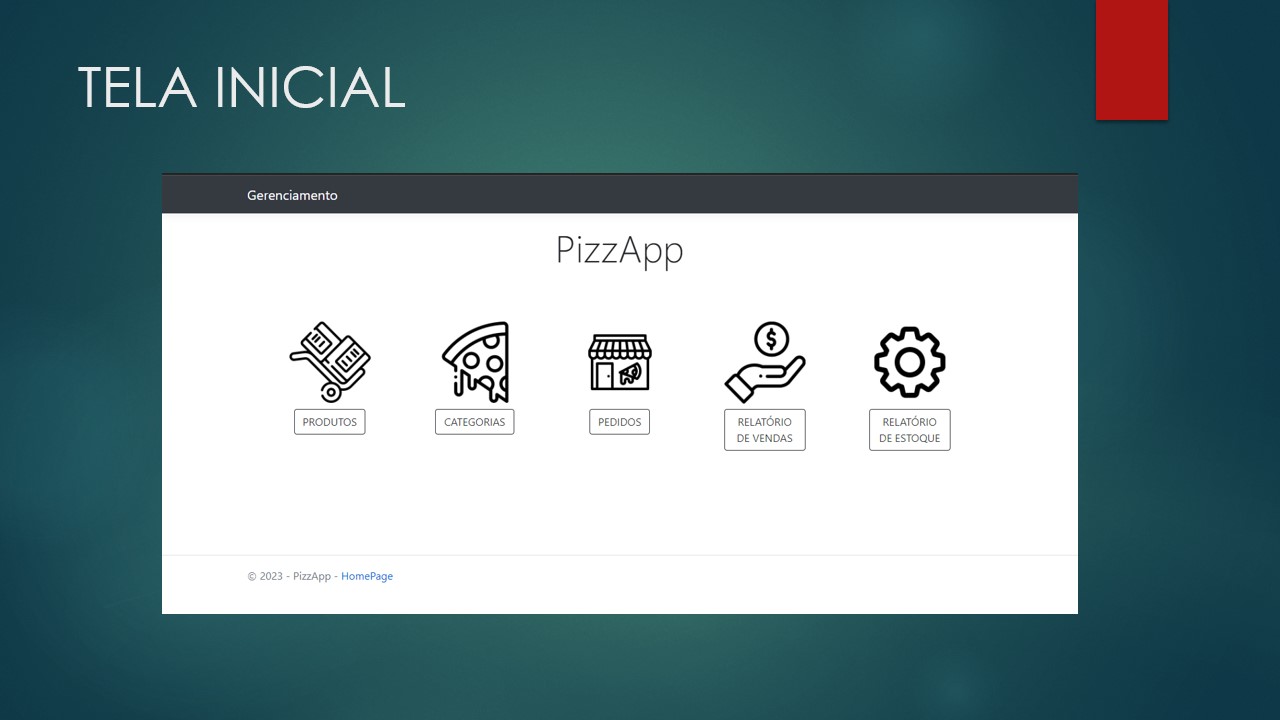 TELA INICIAL
Gerenciamento
PizzApp
PRODUTOS
CATEGORIAS
PEDIDOS
RELATÓRIO
DE VENDAS
RELATÓRIO
DE ESTOQUE
© 2023 - PizzApp - HomePage